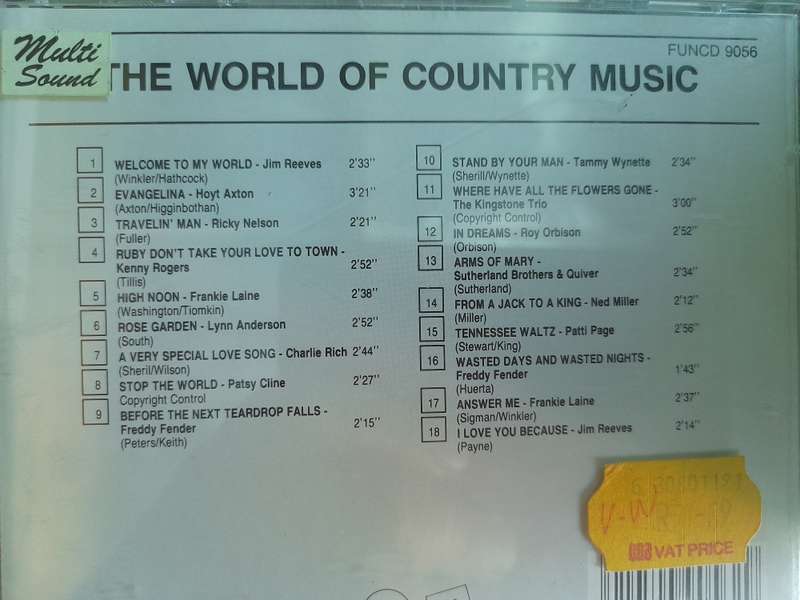 Multi
Sound
FUNCD 9056
THE WORLD OF COUNTRY MUSIC
1 WELCOME TO MY WORLD - Jim Reeves 2'33"
(Winkler/Hathcock)
2 EVANGELINA - Hoyt Axton 3'21"
(Axton/Higginbothan)
3 TRAVELIN' MAN - Ricky Nelson 2'21"
(Fuller)
4 RUBY DON'T TAKE YOUR LOVE TO TOWN -
Kenny Rogers 2'52"
(Tillis)
5 HIGH NOON - Frankie Laine 2'38"
(Washington/Tiomkin)
6 ROSE GARDEN - Lynn Anderson 2'52"
(South)
7 A VERY SPECIAL LOVE SONG - Charlie Rich 2'44"
(Sheril/Wilson)
8 STOP THE WORLD - Patsy Cline 2'27"
Copyright Control
9 BEFORE THE NEXT TEARDROP FALLS -
Freddy Fender 2'15"
(Peters/Keith)
10 STAND BY YOUR MAN - Tammy Wynette 2'34"
(Sherill/Wynette)
11 WHERE HAVE ALL THE FLOWERS GONE -
The Kingstone Trio 3'00"
(Copyright Control)
12 IN DREAMS - Roy Orbison 2'52"
(Orbison)
13 ARMS OF MARY -
Sutherland Brothers & Quiver 2'34"
(Sutherland)
14 FROM A JACK TO A KING - Ned Miller 2'12"
(Miller)
15 TENNESSEE WALTZ - Patti Page 2'56"
(Stewart/King)
16 WASTED DAYS AND WASTED NIGHTS -
Freddy Fender 1'43"
(Huerta)
17 ANSWER ME - Frankie Laine 2'37"
(Sigman/Winkler)
18 I LOVE YOU BECAUSE - Jim Reeves 2'14"
(Payne)
V-W
VAT PRICE